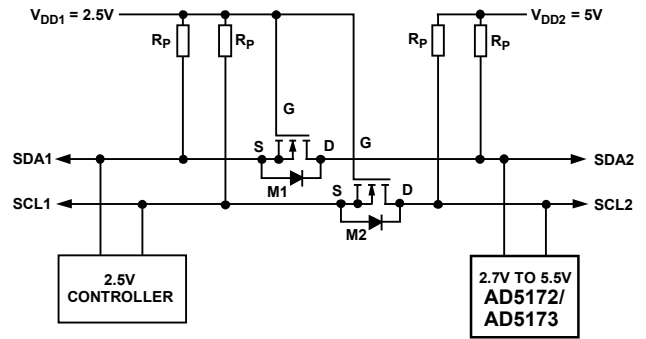 VDD1 = 2.5V
VDD2 = 5V
RP
RP
RP
RP
G
G
S
D
SDA1
SDA2
M1
S
D
SCL1
SCL2
M2
2.5V
CONTROLLER
2.7V TO 5.5V
AD5172/
AD5173